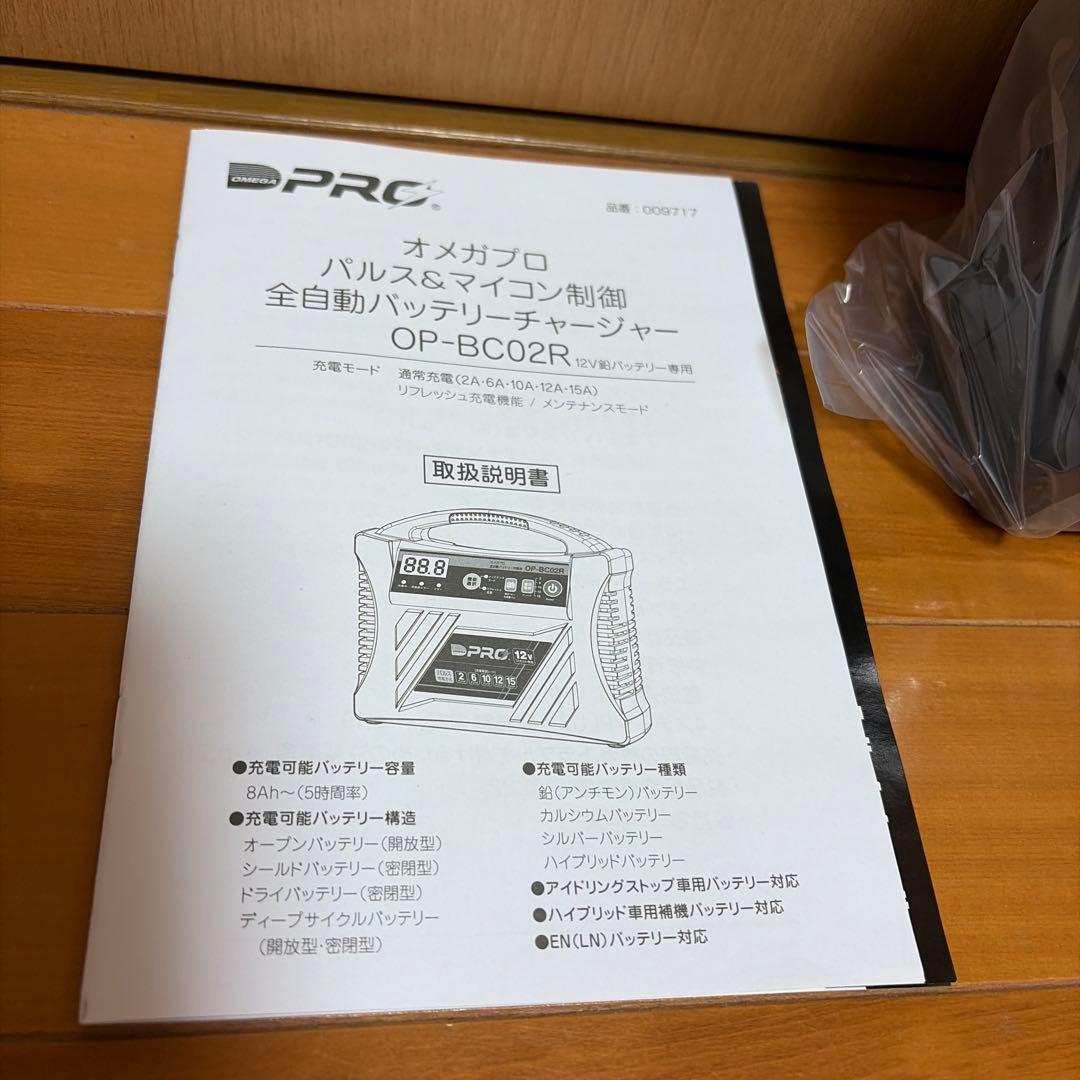 OMEGA PRO®
品番：009717
オメガプロ
パルス&マイコン制御
全自動バッテリーチャージャー
OP-BC02R 12V鉛バッテリー専用
充電モード 通常充電(2A・6A・10A・12A・15A)
リフレッシュ充電機能 / メンテナンスモード
取扱説明書
88.8
OP-BC02R
機能選択
PRO 12V
パルス 2 6 10 12 15
●充電可能バッテリー容量
8Ah〜(5時間率)
●充電可能バッテリー構造
オープンバッテリー(開放型)
シールドバッテリー(密閉型)
ドライバッテリー(密閉型)
ディープサイクルバッテリー
(開放型・密閉型)
●充電可能バッテリー種類
鉛(アンチモン)バッテリー
カルシウムバッテリー
シルバーバッテリー
ハイブリッドバッテリー
●アイドリングストップ車用バッテリー対応
●ハイブリッド車用補機バッテリー対応
●EN(LN)バッテリー対応